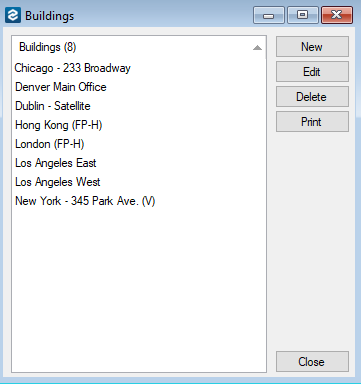 Buildings
Buildings (8)
Chicago - 233 Broadway
Denver Main Office
Dublin - Satellite
Hong Kong (FP-H)
London (FP-H)
Los Angeles East
Los Angeles West
New York - 345 Park Ave. (V)
New
Edit
Delete
Print
Close